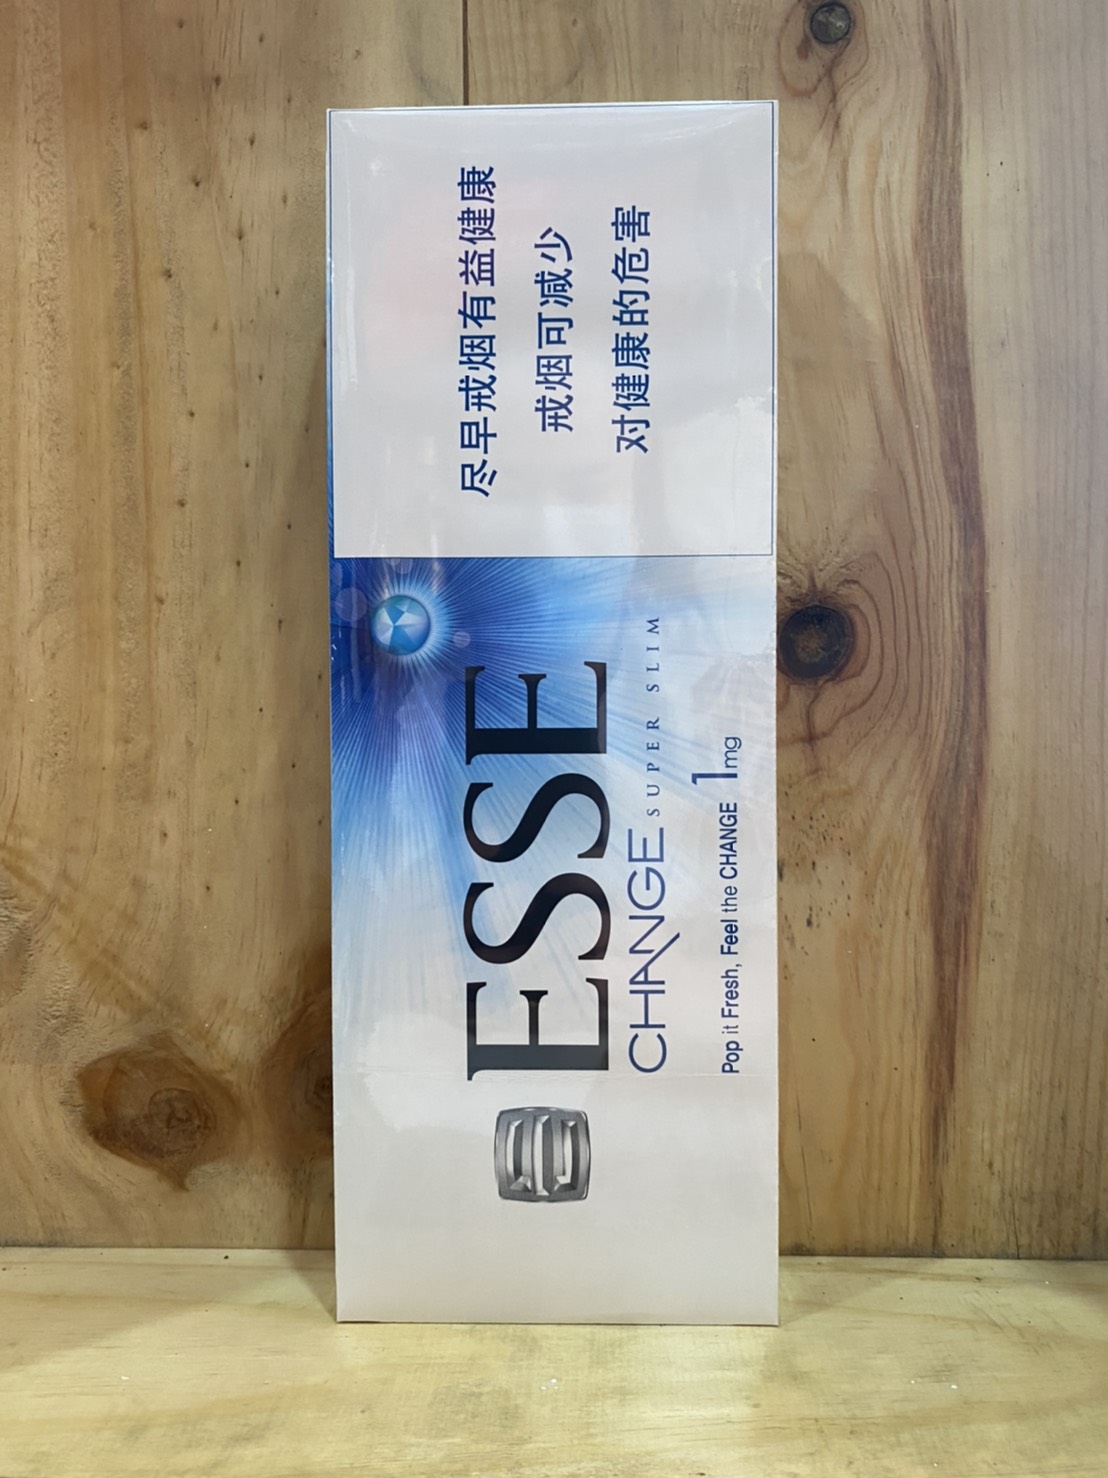 尽早戒烟有益健康
戒烟可减少
对健康的危害
ESSE
CHANGE SUPER SLIM
Pop it Fresh, Feel the CHANGE 1mg